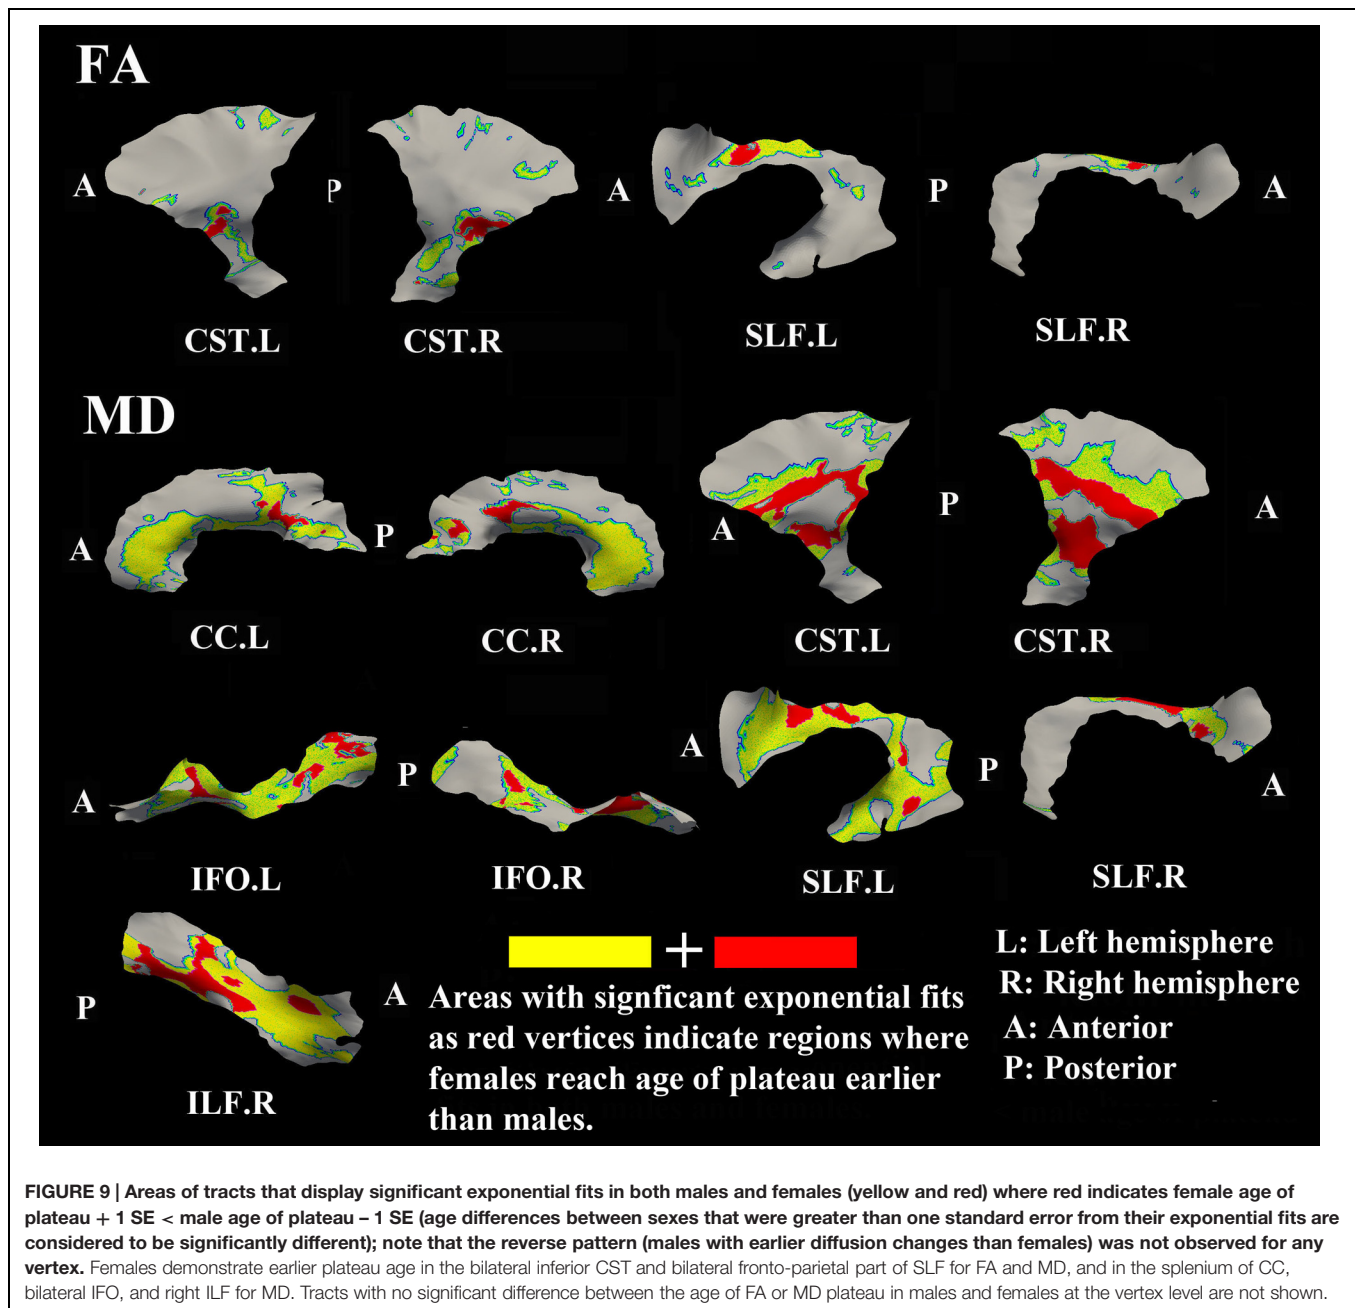 FA
A
P
A
P
A
CST.L
CST.R
SLF.L
SLF.R
MD
A
P
A
P
A
CC.L
CC.R
CST.L
CST.R
A
P
A
P
A
IFO.L
IFO.R
SLF.L
SLF.R
P
A
ILF.R
+
Areas with signficant exponential fits
as red vertices indicate regions where
females reach age of plateau earlier
than males.
L: Left hemisphere
R: Right hemisphere
A: Anterior
P: Posterior
FIGURE 9 | Areas of tracts that display significant exponential fits in both males and females (yellow and red) where red indicates female age of
plateau + 1 SE < male age of plateau – 1 SE (age differences between sexes that were greater than one standard error from their exponential fits are
considered to be significantly different); note that the reverse pattern (males with earlier diffusion changes than females) was not observed for any
vertex. Females demonstrate earlier plateau age in the bilateral inferior CST and bilateral fronto-parietal part of SLF for FA and MD, and in the splenium of CC,
bilateral IFO, and right ILF for MD. Tracts with no significant difference between the age of FA or MD plateau in males and females at the vertex level are not shown.